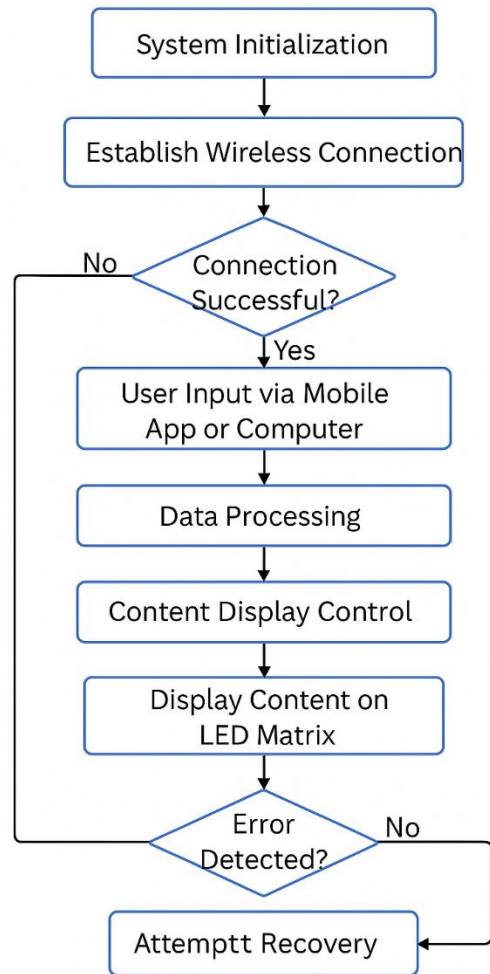 System Initialization
Establish Wireless Connection
No
Connection
Successful?
Yes
User Input via Mobile
App or Computer
Data Processing
Content Display Control
Display Content on
LED Matrix
Error
Detected?
No
Attemptt Recovery